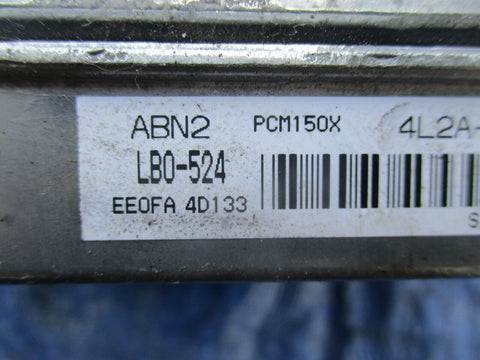 ABN2 PCM150X 4L2A-
LB0-524
EE0FA 4D133
S